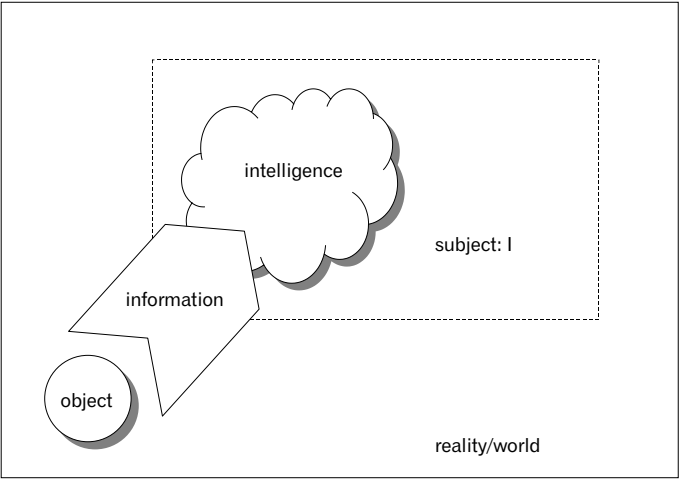 intelligence
subject: I
information
object
reality/world